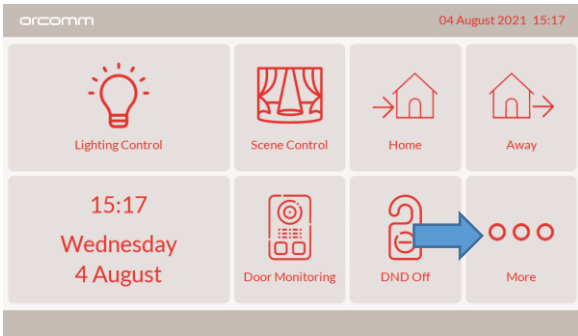 orcomm
04 August 2021 15:17
Lighting Control
Scene Control
Home
Away
15:17
Wednesday
4 August
Door Monitoring
DND Off
More